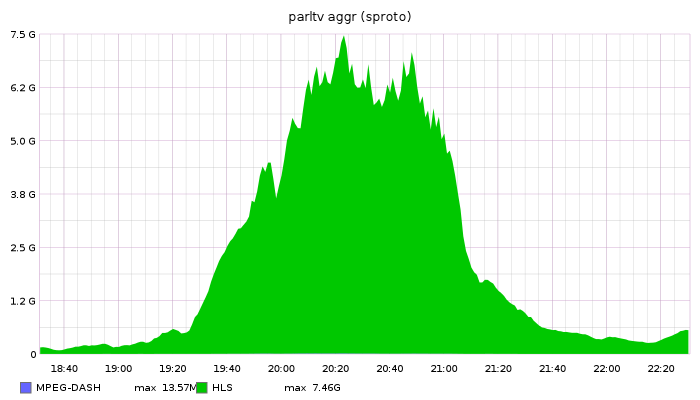 parltv aggr (sproto)
7.5 G
6.2 G
5.0 G
3.8 G
2.5 G
1.2 G
0
18:40 19:00 19:20 19:40 20:00 20:20 20:40 21:00 21:20 21:40 22:00 22:20
MPEG-DASH max 13.57M HLS max 7.46G